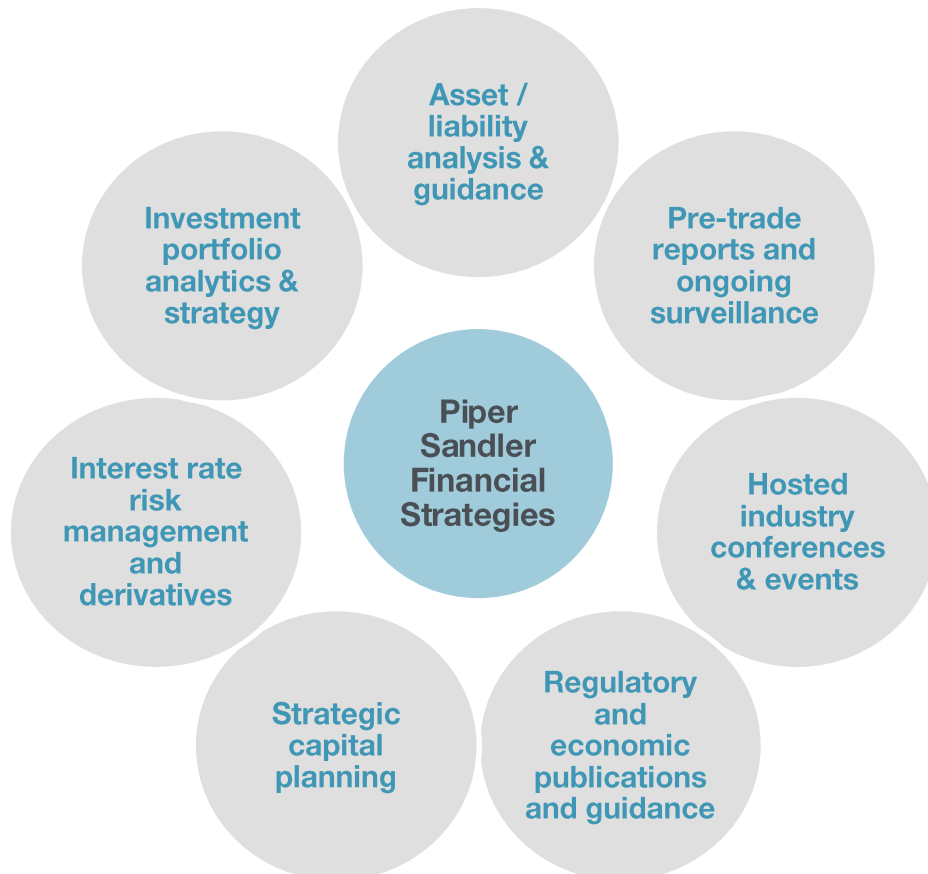 Asset /
liability
analysis &
guidance
Pre-trade
reports and
ongoing
surveillance
Hosted
industry
conferences
& events
Regulatory
and
economic
publications
and guidance
Strategic
capital
planning
Interest rate
risk
management
and
derivatives
Investment
portfolio
analytics &
strategy
Piper
Sandler
Financial
Strategies